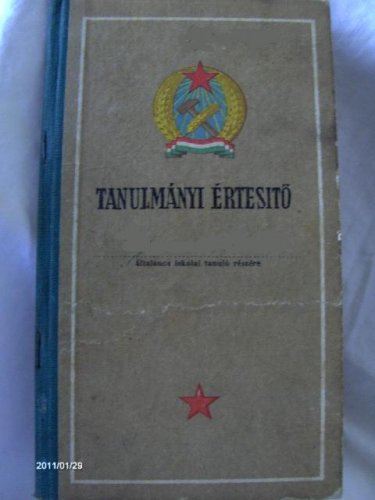 TANULMÁNYI ÉRTESITŐ
általános iskolai tanuló részére
2011/01/29